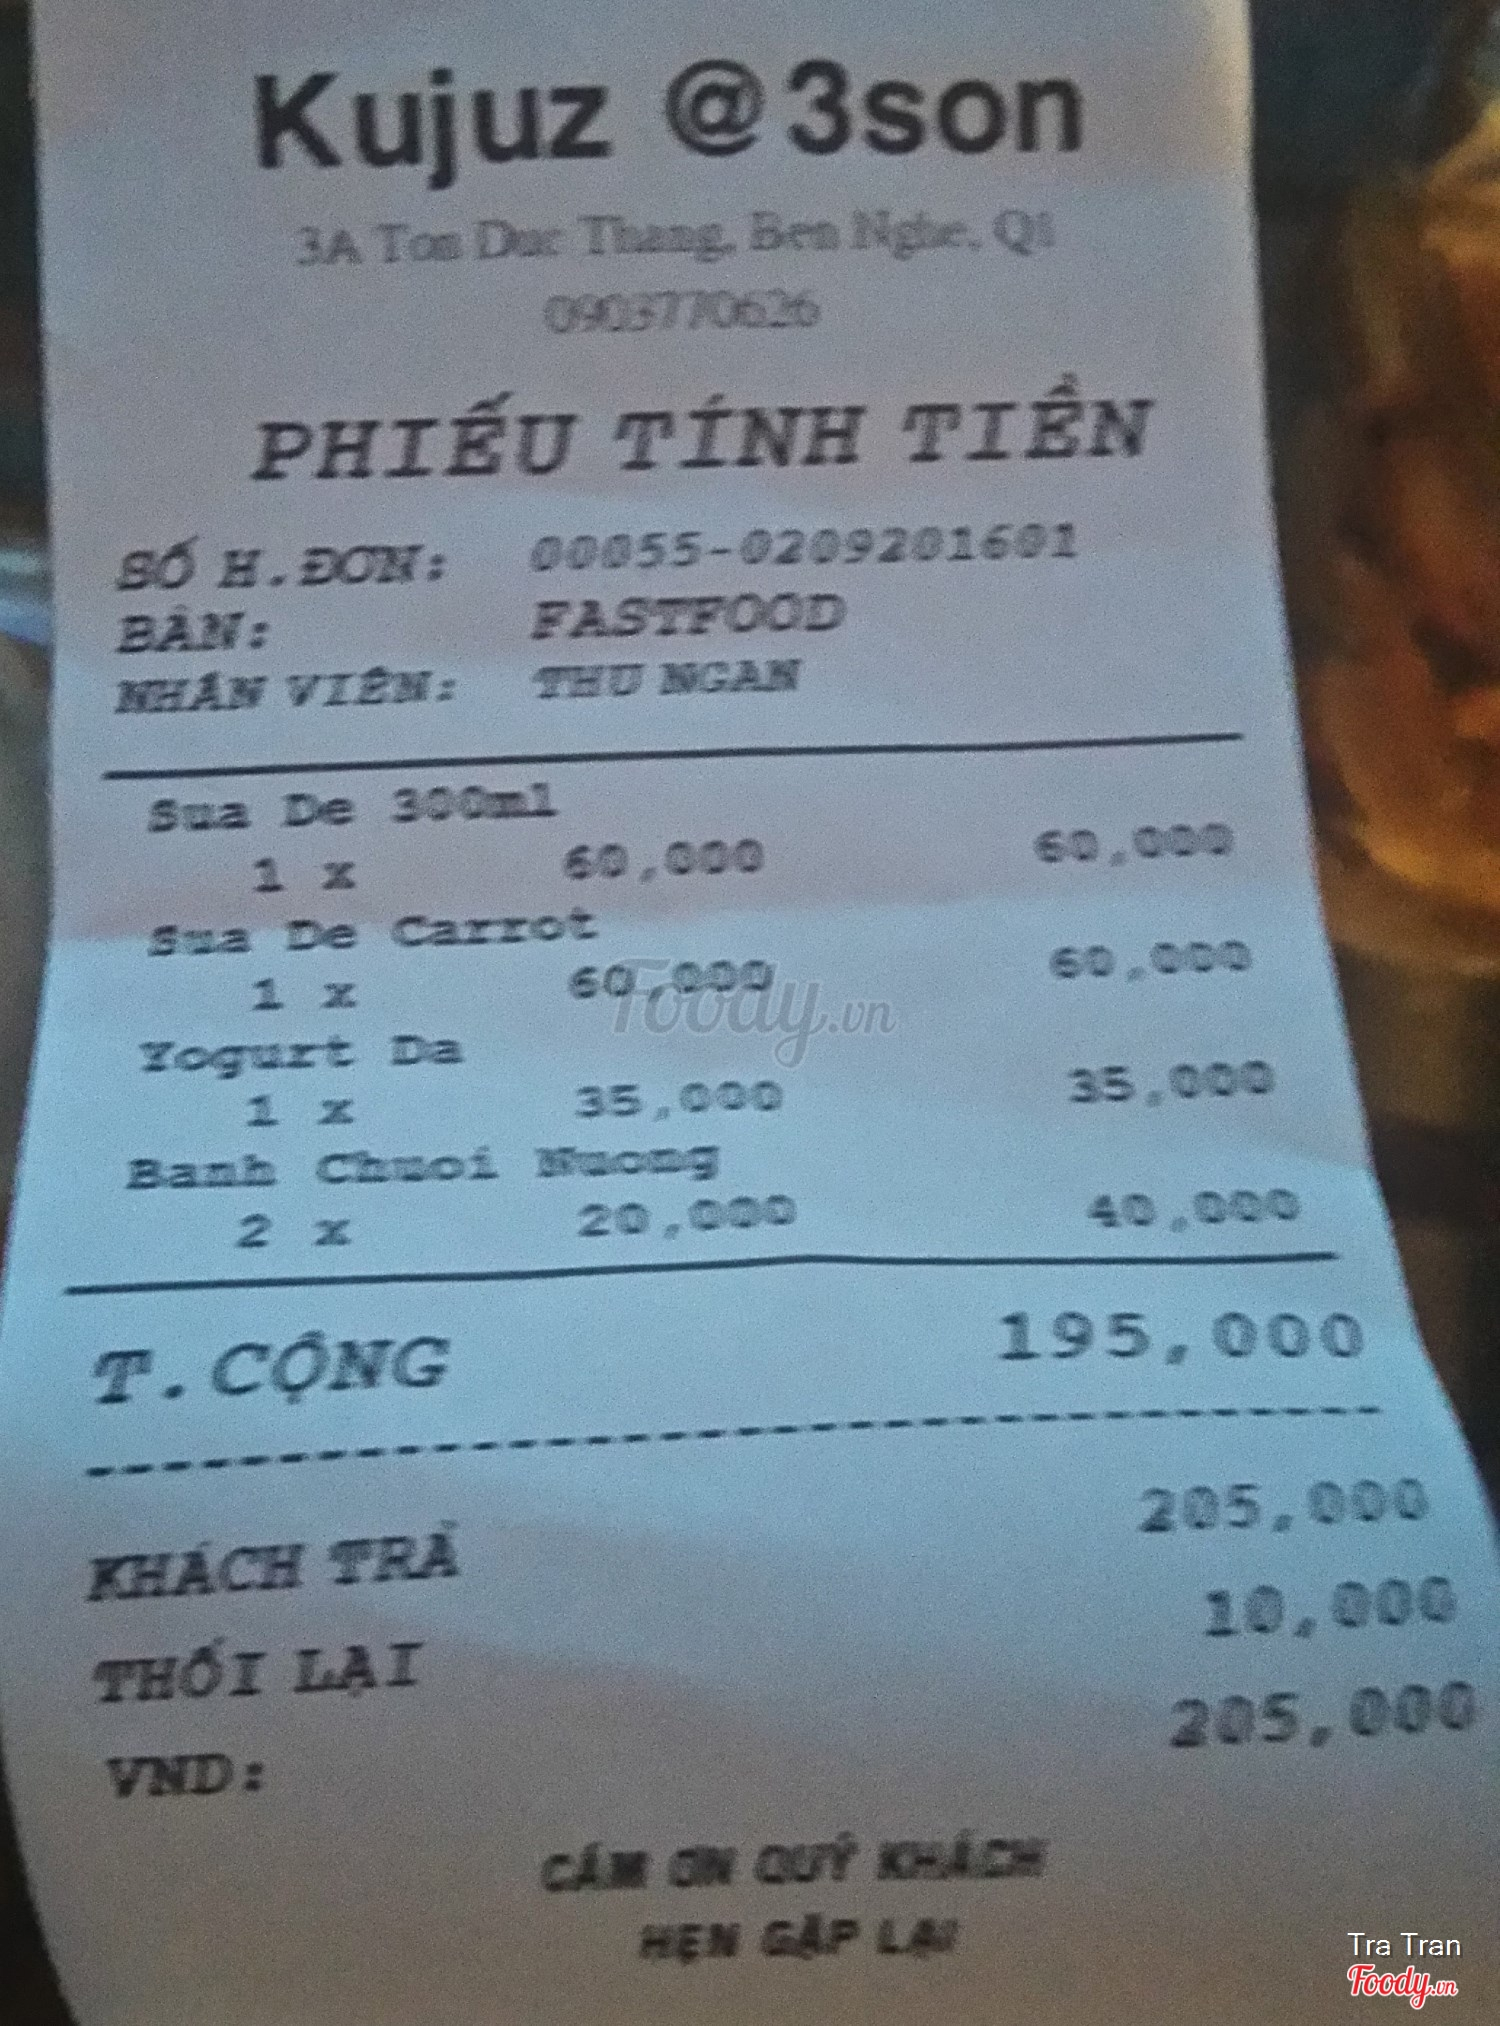 Kujuz @3son
3A Ton Duc Thang, Ben Nghe, Q1
0903770626
PHIẾU TÍNH TIỀN
SỐ H.ĐƠN: 00055-0209201601
BÀN: FASTFOOD
NHÂN VIÊN: THU NGAN
Sua De 300ml
1 x 60,000 60,000
Sua De Carrot
1 x 60,000 60,000
Foody.vn
Yogurt Da
1 x 35,000 35,000
Banh Chuoi Nuong
2 x 20,000 40,000
T.CỘNG 195,000
KHÁCH TRẢ 205,000
THỐI LẠI 10,000
VND: 205,000
CÁM ƠN QUÝ KHÁCH
HẸN GẶP LẠI
Tra Tran
Foody.vn